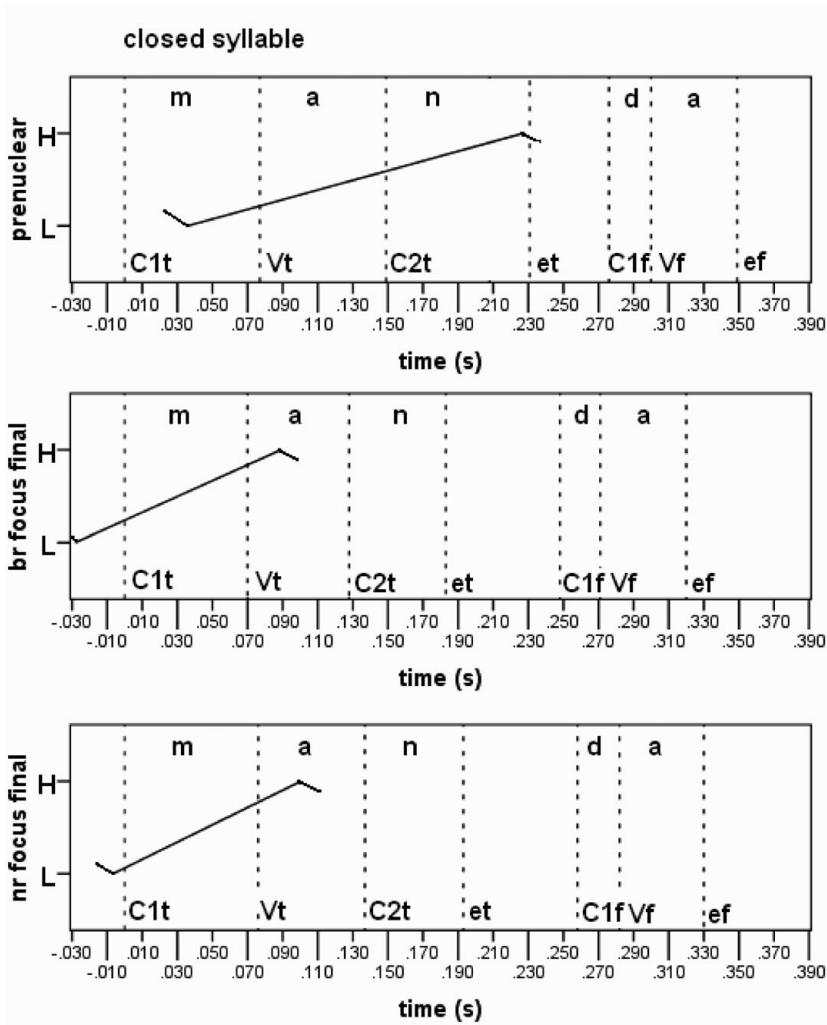 closed syllable
prenuclear
m a n d a
H
L
C1t Vt C2t et C1f Vf ef
-.030 .030 .070 .110 .150 .190 .230 .270 .310 .350 .390
-.010 .010 .050 .090 .130 .170 .210 .250 .290 .330 .370
time (s)
br focus final
m a n d a
H
L
C1t Vt C2t et C1f Vf ef
-.030 .010 .050 .090 .130 .170 .210 .250 .290 .330 .370
-.010 .030 .070 .110 .150 .190 .230 .270 .310 .350 .390
time (s)
nr focus final
m a n d a
H
L
C1t Vt C2t et C1f Vf ef
-.030 .010 .050 .090 .130 .170 .210 .250 .290 .330 .370
-.010 .030 .070 .110 .150 .190 .230 .270 .310 .350 .390
time (s)